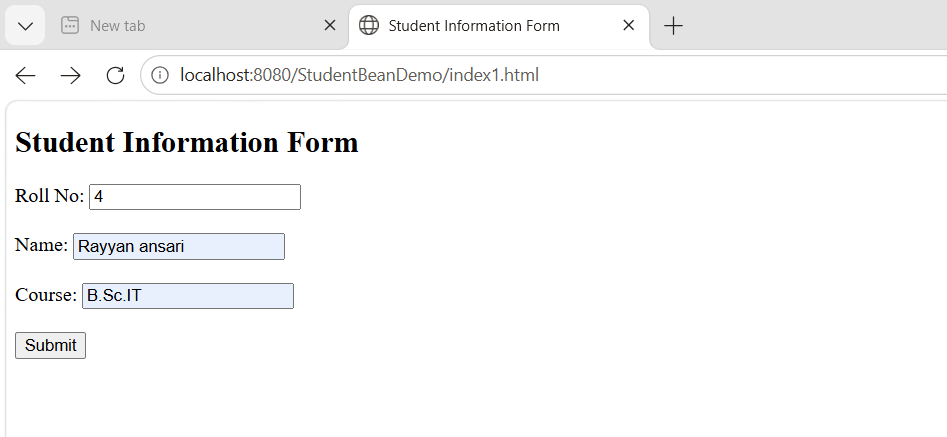 New tab
Student Information Form
localhost:8080/StudentBeanDemo/index1.html
Student Information Form
Roll No: 4
Name: Rayyan ansari
Course: B.Sc.IT
Submit